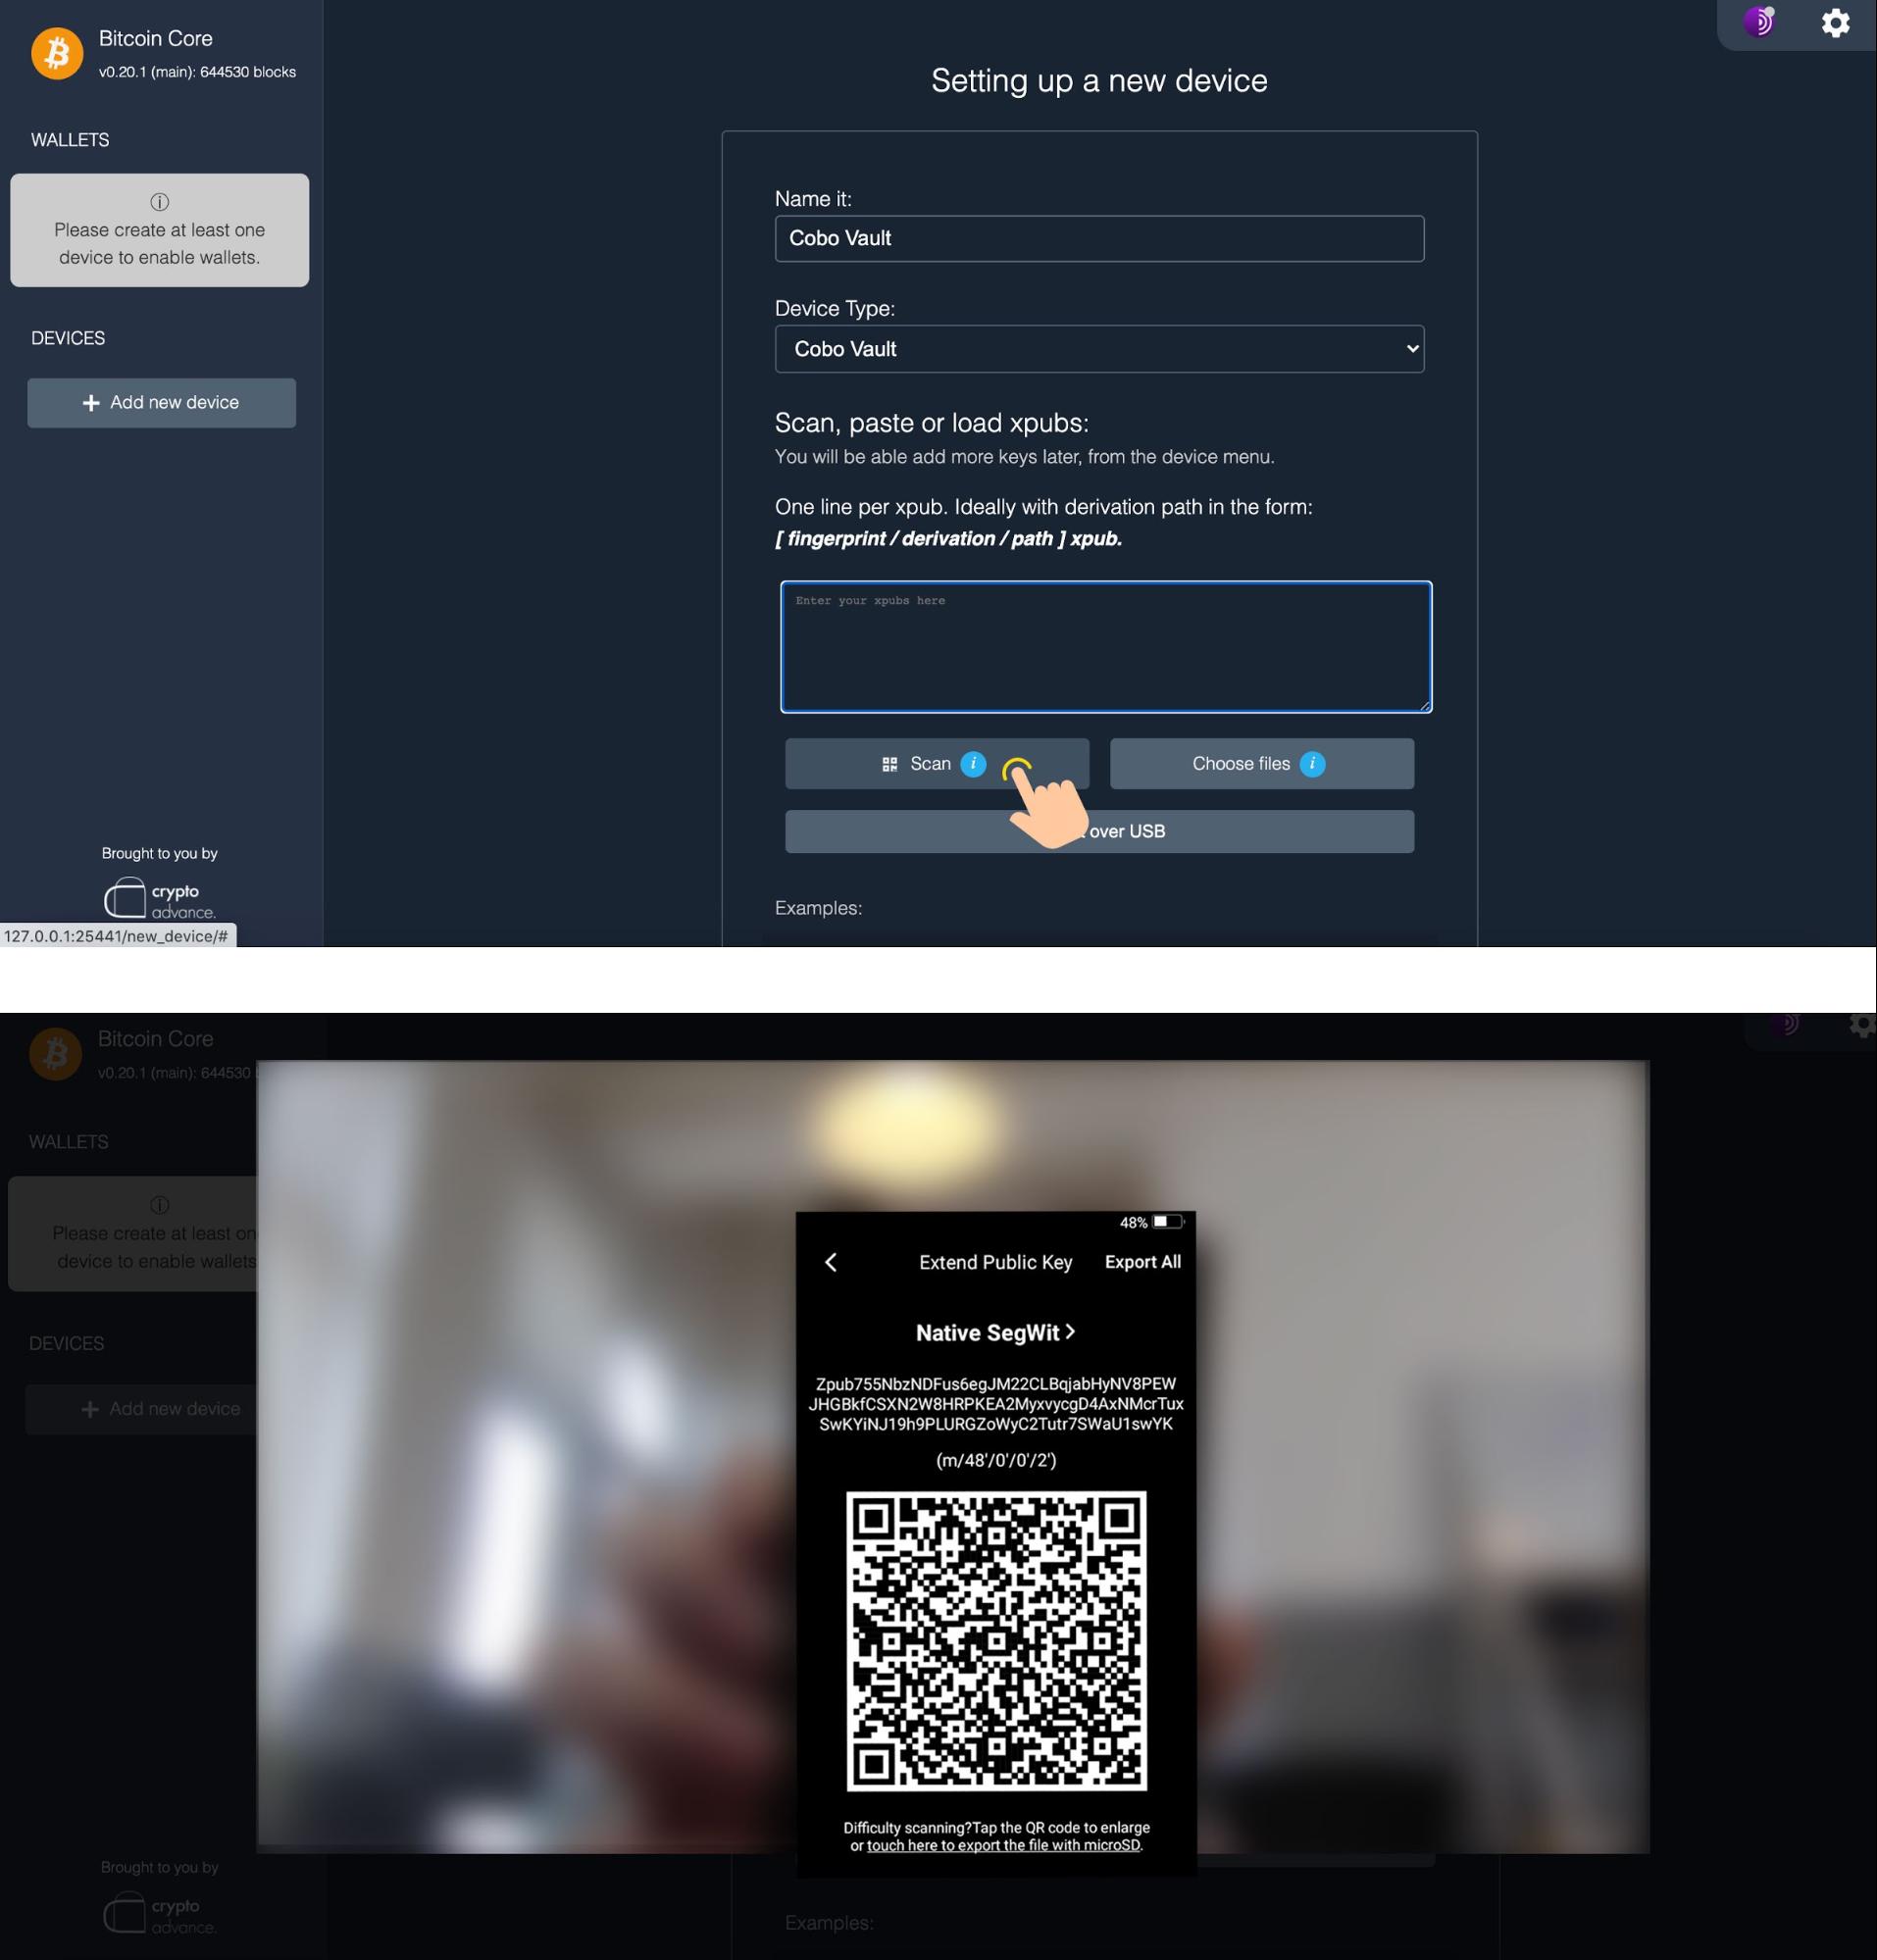 Bitcoin Core
v0.20.1 (main): 644530 blocks
WALLETS
Please create at least one
device to enable wallets.
DEVICES
+ Add new device
Brought to you by
crypto
advance.
127.0.0.1:25441/new_device/#
Setting up a new device
Name it:
Cobo Vault
Device Type:
Cobo Vault
Scan, paste or load xpubs:
You will be able add more keys later, from the device menu.
One line per xpub. Ideally with derivation path in the form:
[ fingerprint / derivation / path ] xpub.
Enter your xpubs here
Scan i
Choose files i
over USB
Examples:
Bitcoin Core
v0.20.1 (main): 644530
WALLETS
Please create at least on
device to enable wallets
DEVICES
+ Add new device
Brought to you by
crypto
advance.
48%
Extend Public Key
Export All
Native SegWit >
Zpub755NbzNDFus6egJM22CLBqjabHyNV8PEW
JHGBkfCSXN2W8HRPKEA2MyxvycgD4AxNMcrTux
SwKYiNJ19h9PLURGZoWyC2Tutr7SWaU1swYK
(m/48'/0'/0'/2')
Difficulty scanning?Tap the QR code to enlarge
or touch here to export the file with microSD.
Examples: